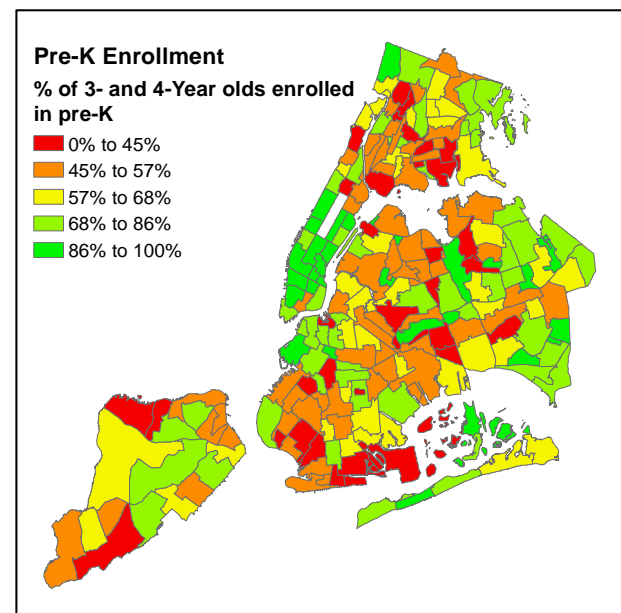 Pre-K Enrollment
% of 3- and 4-Year olds enrolled
in pre-K
0% to 45%
45% to 57%
57% to 68%
68% to 86%
86% to 100%